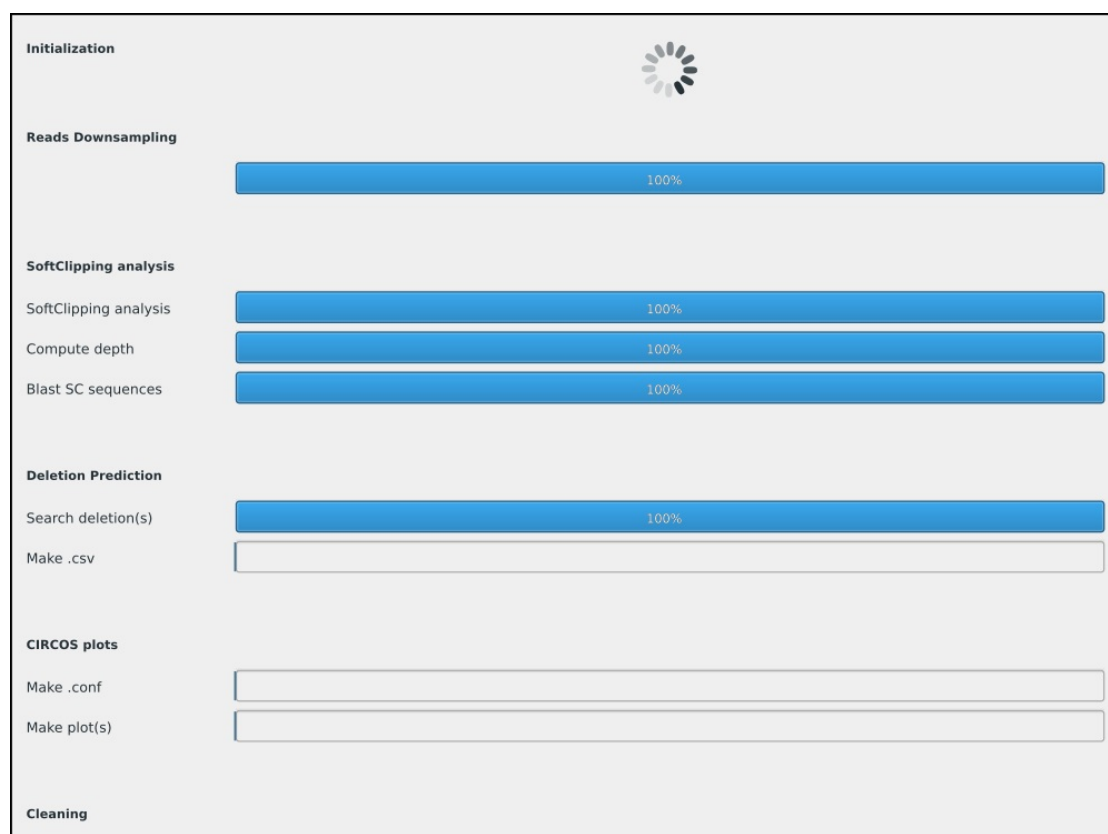 Initialization
Reads Downsampling
100%
SoftClipping analysis
SoftClipping analysis 100%
Compute depth 100%
Blast SC sequences 100%
Deletion Prediction
Search deletion(s) 100%
Make .csv
CIRCOS plots
Make .conf
Make plot(s)
Cleaning